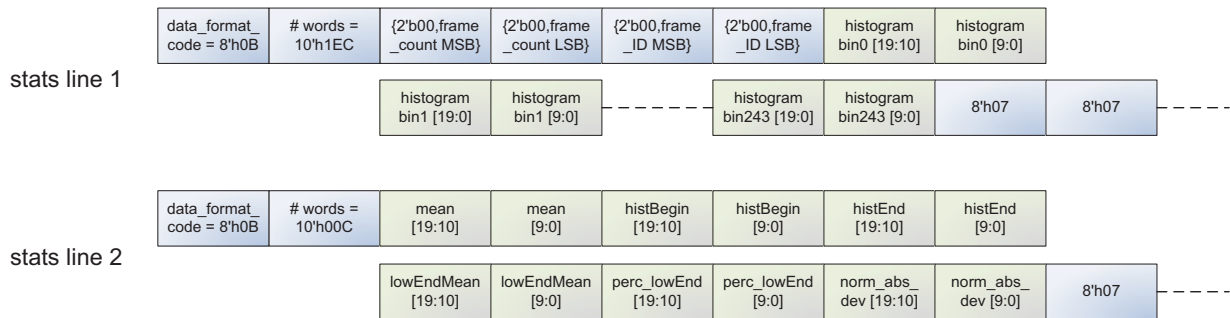 stats line 1
data_format_
code = 8'h0B
# words =
10'h1EC
{2'b00,frame
_count MSB}
{2'b00,frame
_count LSB}
{2'b00,frame
_ID MSB}
{2'b00,frame
_ID LSB}
histogram
bin0 [19:10]
histogram
bin0 [9:0]
histogram
bin1 [19:0]
histogram
bin1 [9:0]
histogram
bin243 [19:0]
histogram
bin243 [9:0]
8'h07
8'h07
stats line 2
data_format_
code = 8'h0B
# words =
10'h00C
mean
[19:10]
mean
[9:0]
histBegin
[19:10]
histBegin
[9:0]
histEnd
[19:10]
histEnd
[9:0]
lowEndMean
[19:10]
lowEndMean
[9:0]
perc_lowEnd
[19:10]
perc_lowEnd
[9:0]
norm_abs_
dev [19:10]
norm_abs_
dev [9:0]
8'h07